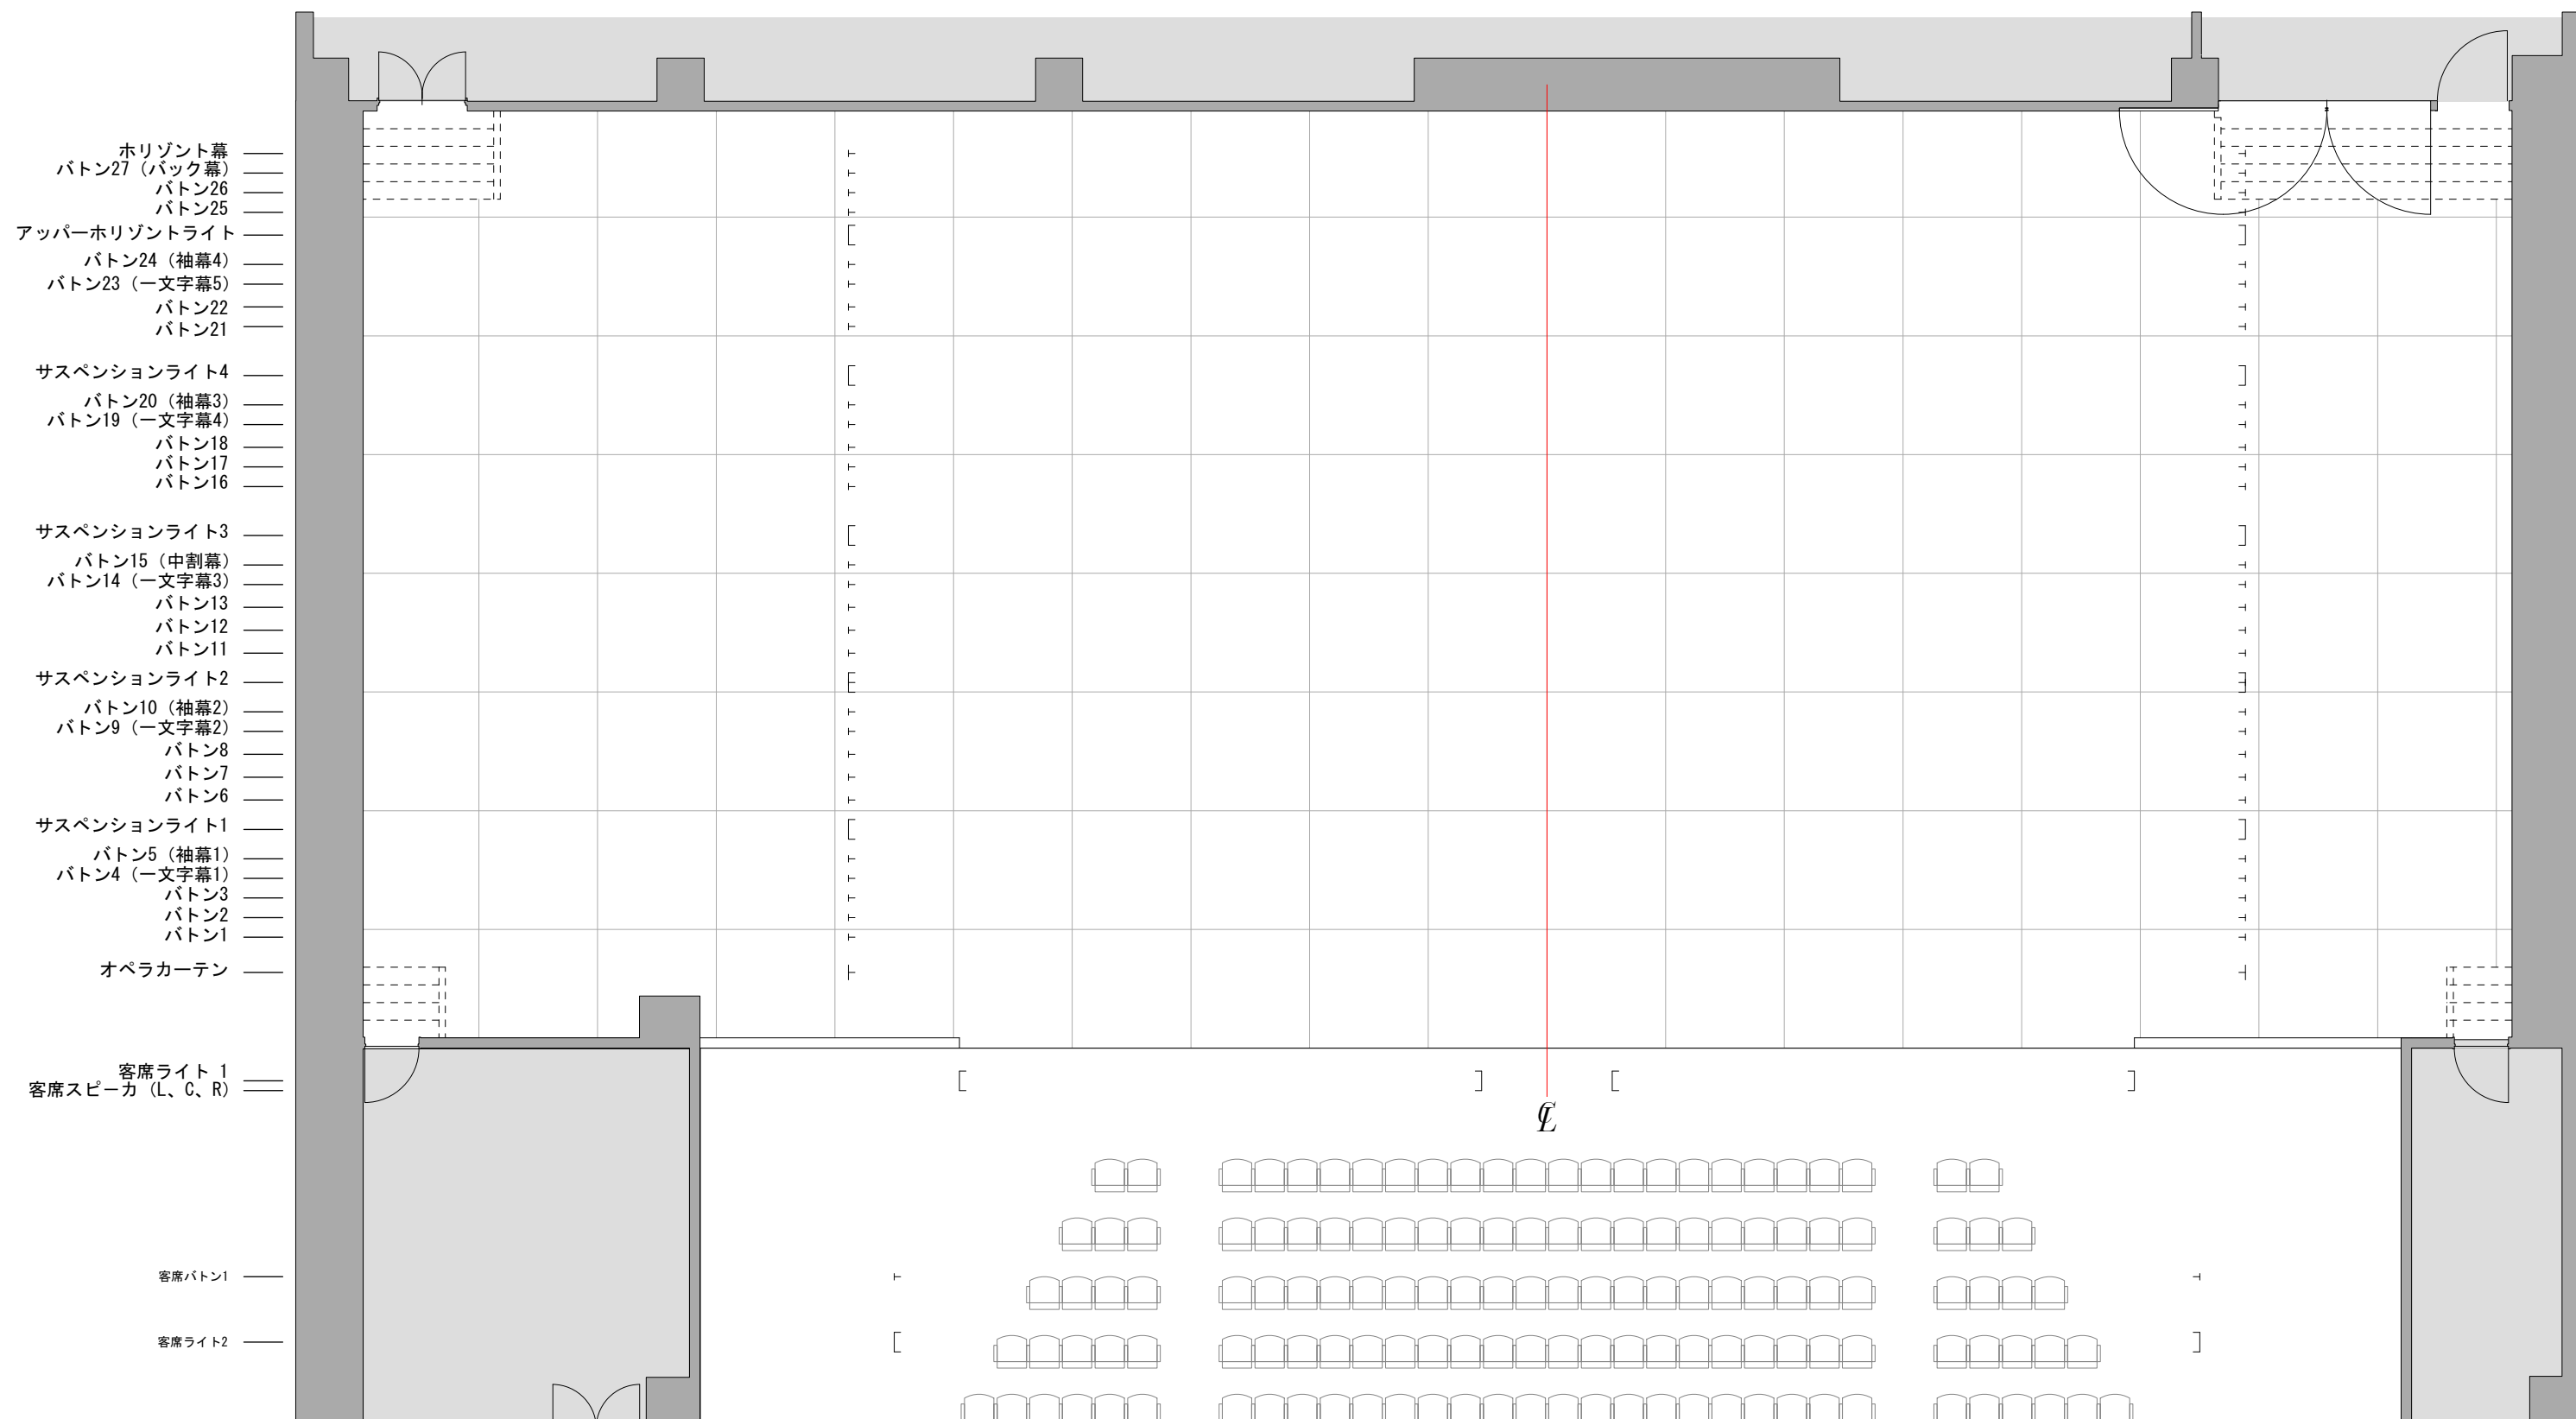 ホリゾント幕
バトン27（バック幕）
バトン26
バトン25
アッパーホリゾントライト
バトン24（袖幕4）
バトン23（一文字幕5）
バトン22
バトン21
サスペンションライト4
バトン20（袖幕3）
バトン19（一文字幕4）
バトン18
バトン17
バトン16
サスペンションライト3
バトン15（中割幕）
バトン14（一文字幕3）
バトン13
バトン12
バトン11
サスペンションライト2
バトン10（袖幕2）
バトン9（一文字幕2）
バトン8
バトン7
バトン6
サスペンションライト1
バトン5（袖幕1）
バトン4（一文字幕1）
バトン3
バトン2
バトン1
オペラカーテン
客席ライト 1
客席スピーカ（L、C、R）
℄
客席バトン1
客席ライト2